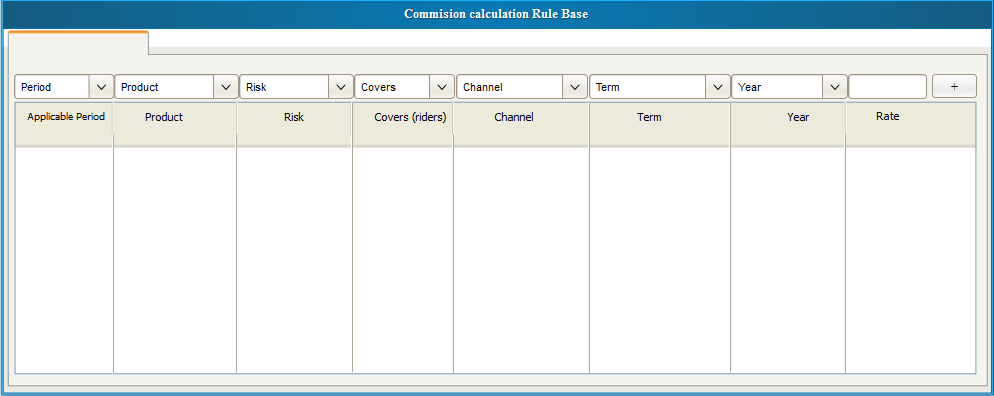 Commision calculation Rule Base
Period Product Risk Covers Channel Term Year +
Applicable Period Product Risk Covers (riders) Channel Term Year Rate